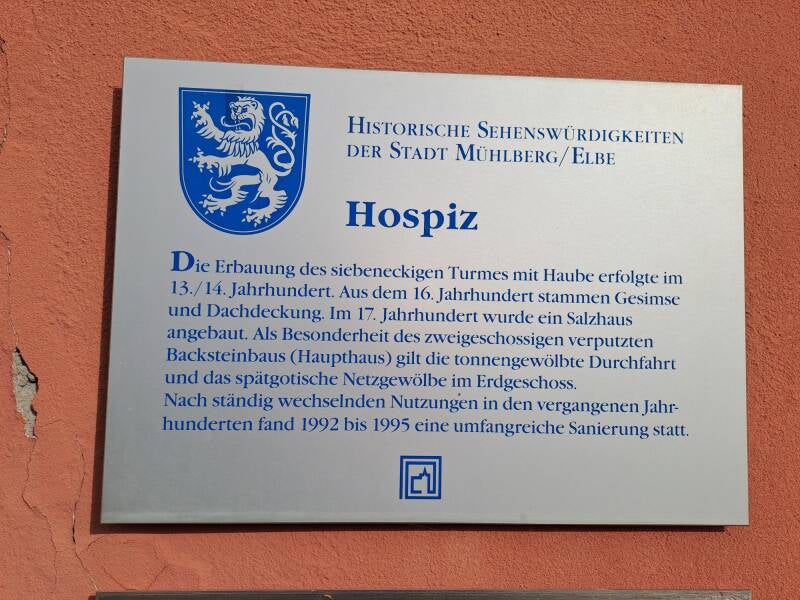 Historische Sehenswürdigkeiten
der Stadt Mühlberg/Elbe
Hospiz
Die Erbauung des siebeneckigen Turmes mit Haube erfolgte im
13./14. Jahrhundert. Aus dem 16. Jahrhundert stammen Gesimse
und Dachdeckung. Im 17. Jahrhundert wurde ein Salzhaus
angebaut. Als Besonderheit des zweigeschossigen verputzten
Backsteinbaus (Haupthaus) gilt die tonnengewölbte Durchfahrt
und das spätgotische Netzgewölbe im Erdgeschoss.
Nach ständig wechselnden Nutzungen in den vergangenen Jahr-
hunderten fand 1992 bis 1995 eine umfangreiche Sanierung statt.